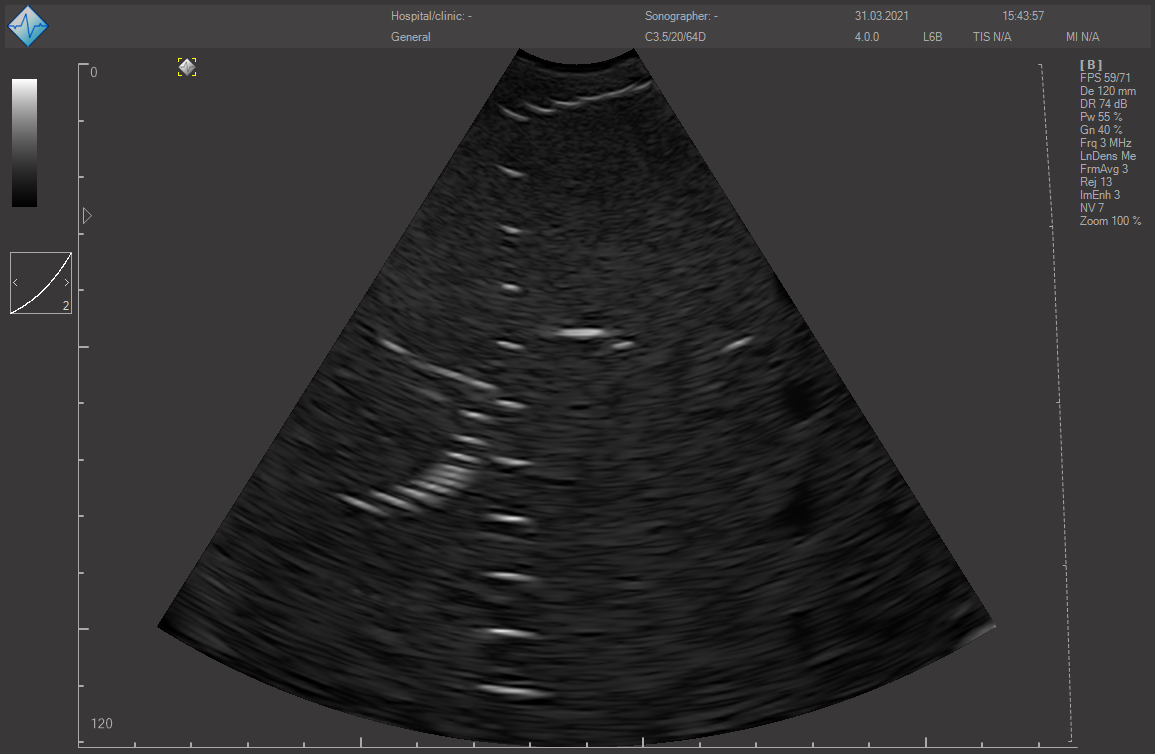 Hospital/clinic: - Sonographer: - 31.03.2021 15:43:57
General C3.5/20/64D 4.0.0 L6B TIS N/A MI N/A
0
[ B ]
FPS 59/71
De 120 mm
DR 74 dB
Pw 55 %
Gn 40 %
Frq 3 MHz
LnDens Me
FrmAvg 3
Rej 13
ImEnh 3
NV 7
Zoom 100 %
2
120